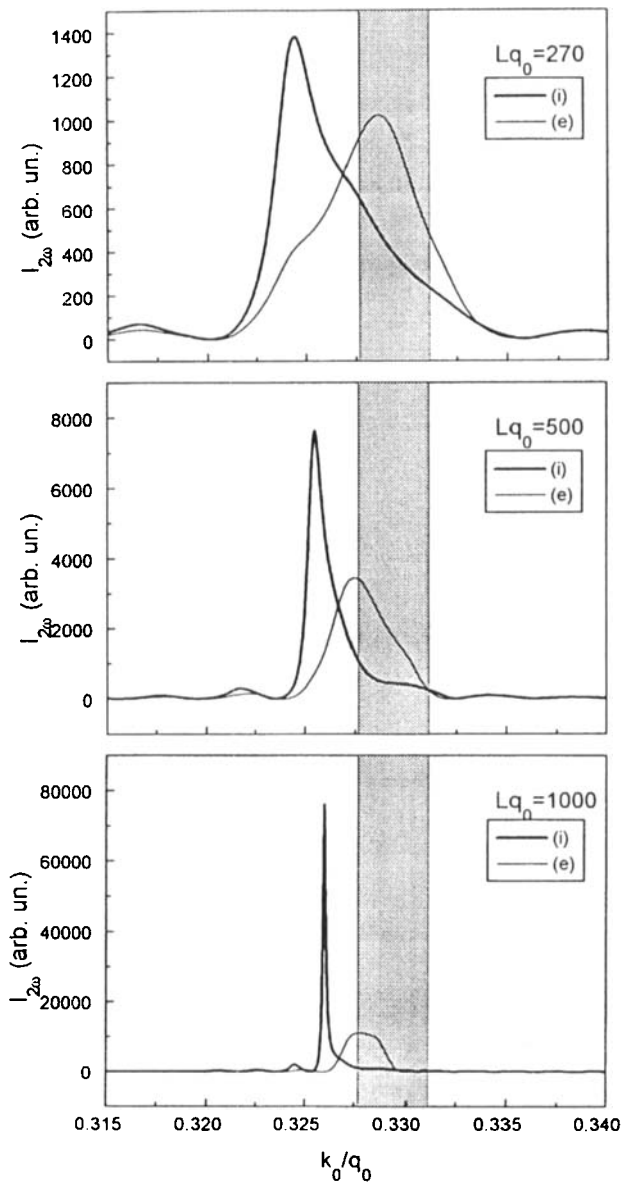 1400
1200
1000
800
600
400
200
0
I2ω (arb. un.)
Lq0=270
(i)
(e)
8000
6000
4000
2000
0
I2ω (arb. un.)
Lq0=500
(i)
(e)
80000
60000
40000
20000
0
I2ω (arb. un.)
Lq0=1000
(i)
(e)
0.315 0.320 0.325 0.330 0.335 0.340
k0/q0